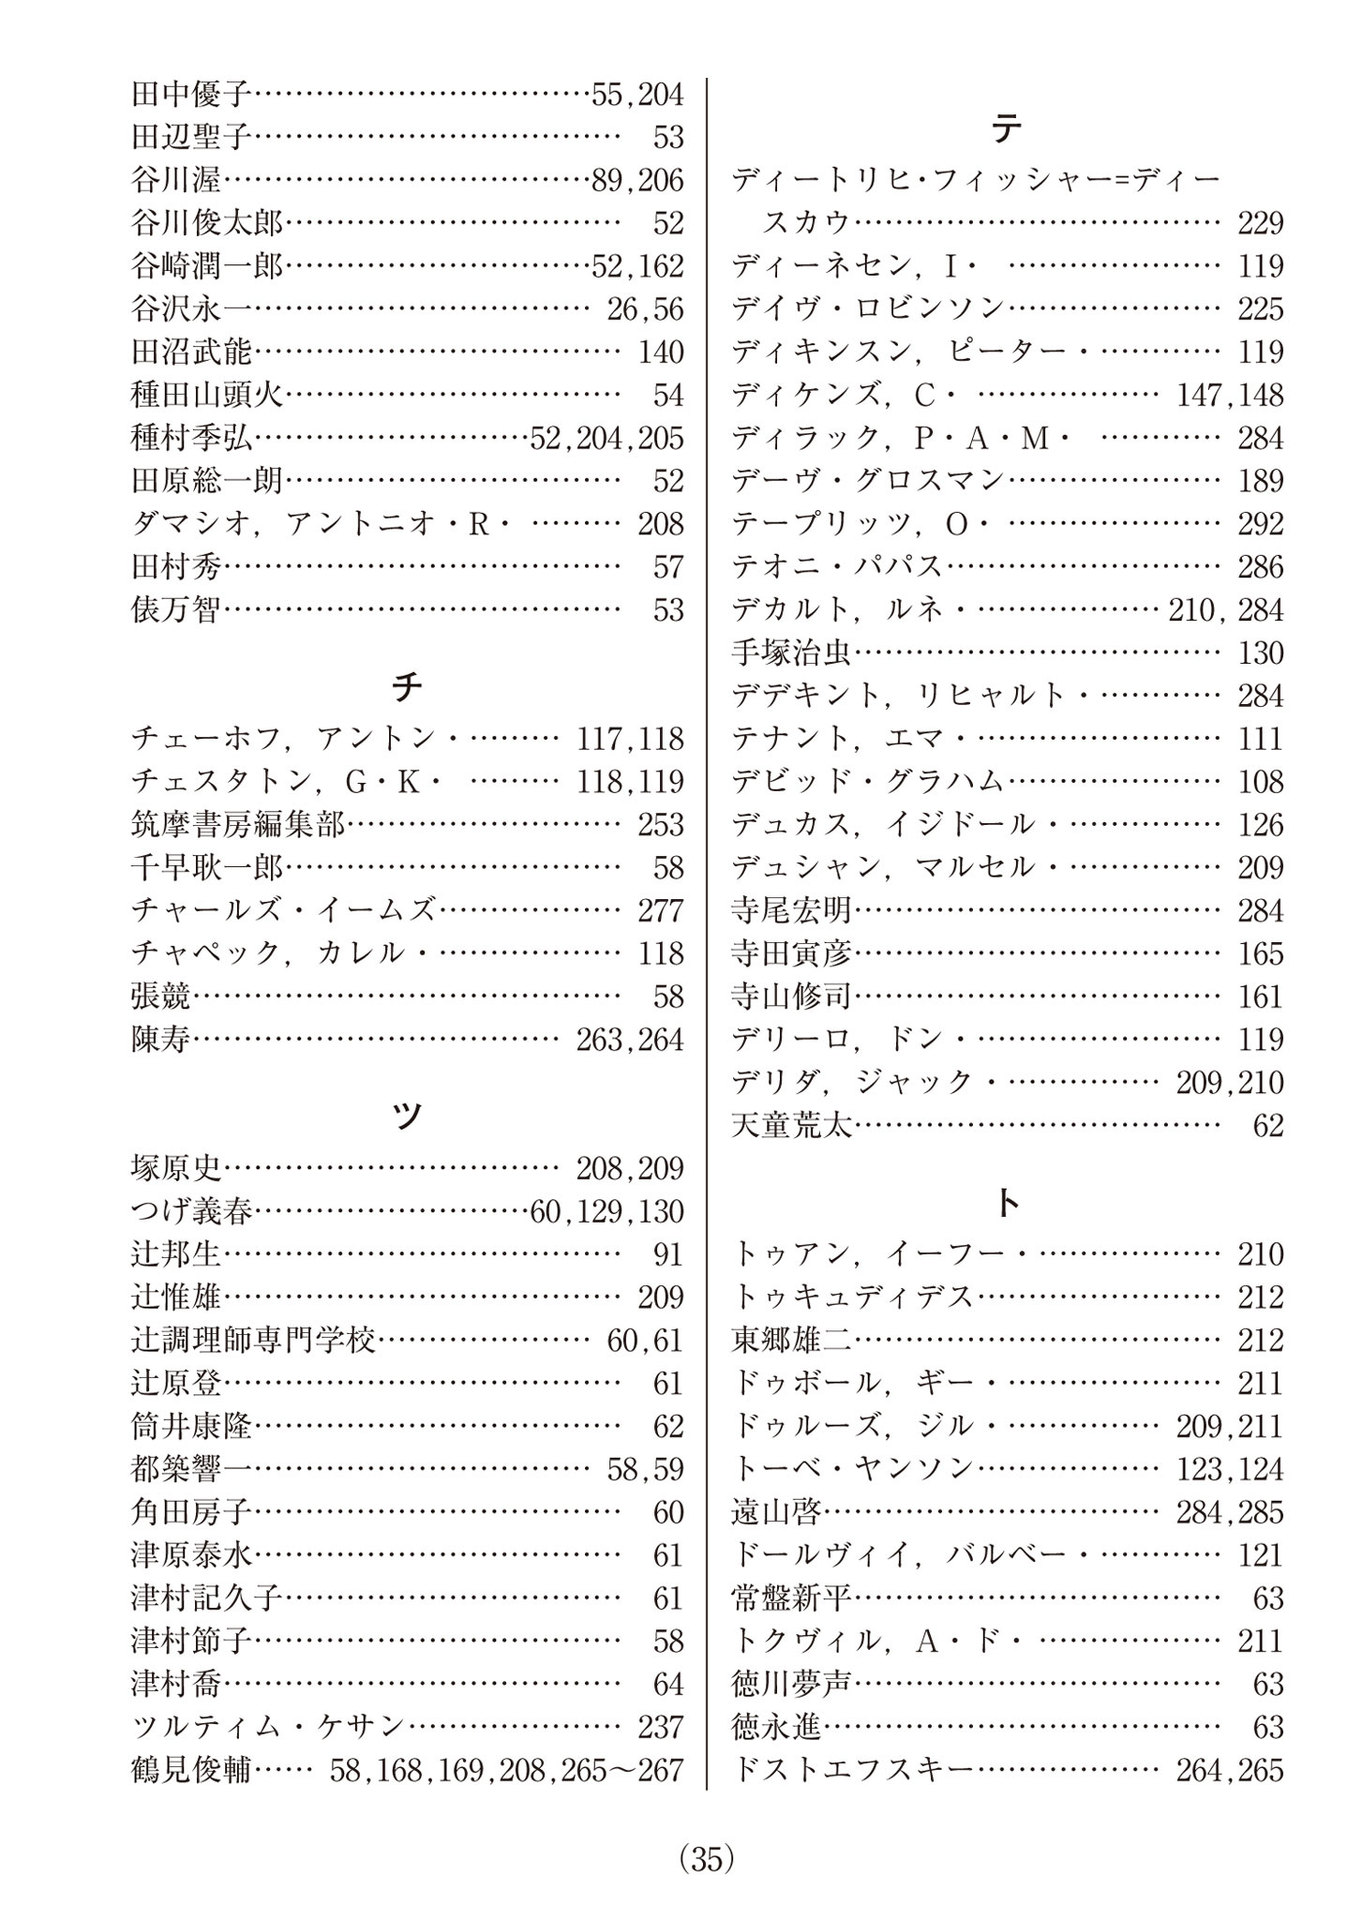 田中優子………………………………55,204
田辺聖子……………………………… 53
谷川渥…………………………………89,206
谷川俊太郎…………………………… 52
谷崎潤一郎……………………………52,162
谷沢永一……………………………… 26,56
田沼武能……………………………… 140
種田山頭火…………………………… 54
種村季弘…………………………52,204,205
田原総一朗…………………………… 52
ダマシオ，アントニオ・R・ ……… 208
田村秀………………………………… 57
俵万智………………………………… 53
チ
チェーホフ，アントン・……… 117,118
チェスタトン，G・K・ ……… 118,119
筑摩書房編集部……………………… 253
千早耿一郎…………………………… 58
チャールズ・イームズ……………… 277
チャペック，カレル・……………… 118
張競…………………………………… 58
陳寿……………………………… 263,264
ツ
塚原史…………………………… 208,209
つげ義春………………………60,129,130
辻邦生………………………………… 91
辻惟雄………………………………… 209
辻調理師専門学校………………… 60,61
辻原登………………………………… 61
筒井康隆……………………………… 62
都築響一……………………………… 58,59
角田房子……………………………… 60
津原泰水……………………………… 61
津村記久子…………………………… 61
津村節子……………………………… 58
津村喬………………………………… 64
ツルティム・ケサン………………… 237
鶴見俊輔…… 58,168,169,208,265〜267
テ
ディートリヒ・フィッシャー=ディー
スカウ……………………………… 229
ディーネセン，I・ ………………… 119
デイヴ・ロビンソン………………… 225
ディキンスン，ピーター・………… 119
ディケンズ，C・ ……………… 147,148
ディラック，P・A・M・ ………… 284
デーヴ・グロスマン………………… 189
テープリッツ，O・ ………………… 292
テオニ・パパス……………………… 286
デカルト，ルネ・……………… 210, 284
手塚治虫……………………………… 130
デデキント，リヒャルト・………… 284
テナント，エマ・…………………… 111
デビッド・グラハム………………… 108
デュカス，イジドール・…………… 126
デュシャン，マルセル・…………… 209
寺尾宏明……………………………… 284
寺田寅彦……………………………… 165
寺山修司……………………………… 161
デリーロ，ドン・…………………… 119
デリダ，ジャック・…………… 209,210
天童荒太……………………………… 62
ト
トゥアン，イーフー・……………… 210
トゥキュディデス…………………… 212
東郷雄二……………………………… 212
ドゥボール，ギー・………………… 211
ドゥルーズ，ジル・…………… 209,211
トーベ・ヤンソン……………… 123,124
遠山啓…………………………… 284,285
ドールヴィイ，バルベー・………… 121
常盤新平……………………………… 63
トクヴィル，A・ド・ ……………… 211
徳川夢声……………………………… 63
徳永進………………………………… 63
ドストエフスキー……………… 264,265
（35）